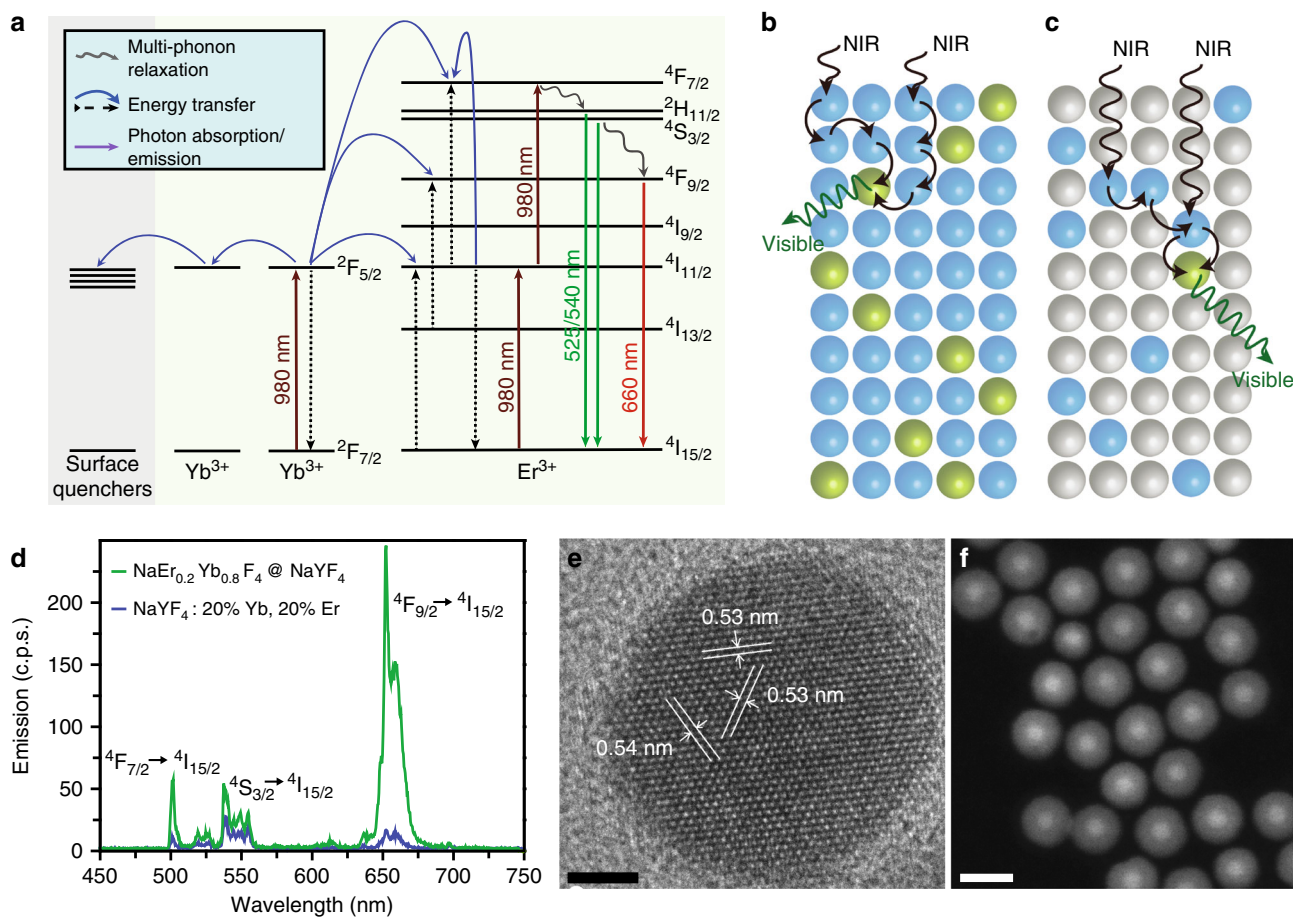 a
Multi-phonon
relaxation
Energy transfer
Photon absorption/
emission
⁴F₇/₂
²H₁₁/₂
⁴S₃/₂
⁴F₉/₂
⁴I₉/₂
⁴I₁₁/₂
⁴I₁₃/₂
⁴I₁₅/₂
²F₅/₂
²F₇/₂
980 nm
980 nm
980 nm
525/540 nm
660 nm
Surface
quenchers
Yb³⁺
Yb³⁺
Er³⁺
b
NIR
NIR
Visible
c
NIR
NIR
Visible
d
NaEr₀.₂ Yb₀.₈ F₄ @ NaYF₄
NaYF₄ : 20% Yb, 20% Er
⁴F₉/₂ → ⁴I₁₅/₂
⁴F₇/₂ → ⁴I₁₅/₂
⁴S₃/₂ → ⁴I₁₅/₂
Emission (c.p.s.)
200
150
100
50
0
450 500 550 600 650 700 750
Wavelength (nm)
e
0.53 nm
0.53 nm
0.54 nm
f